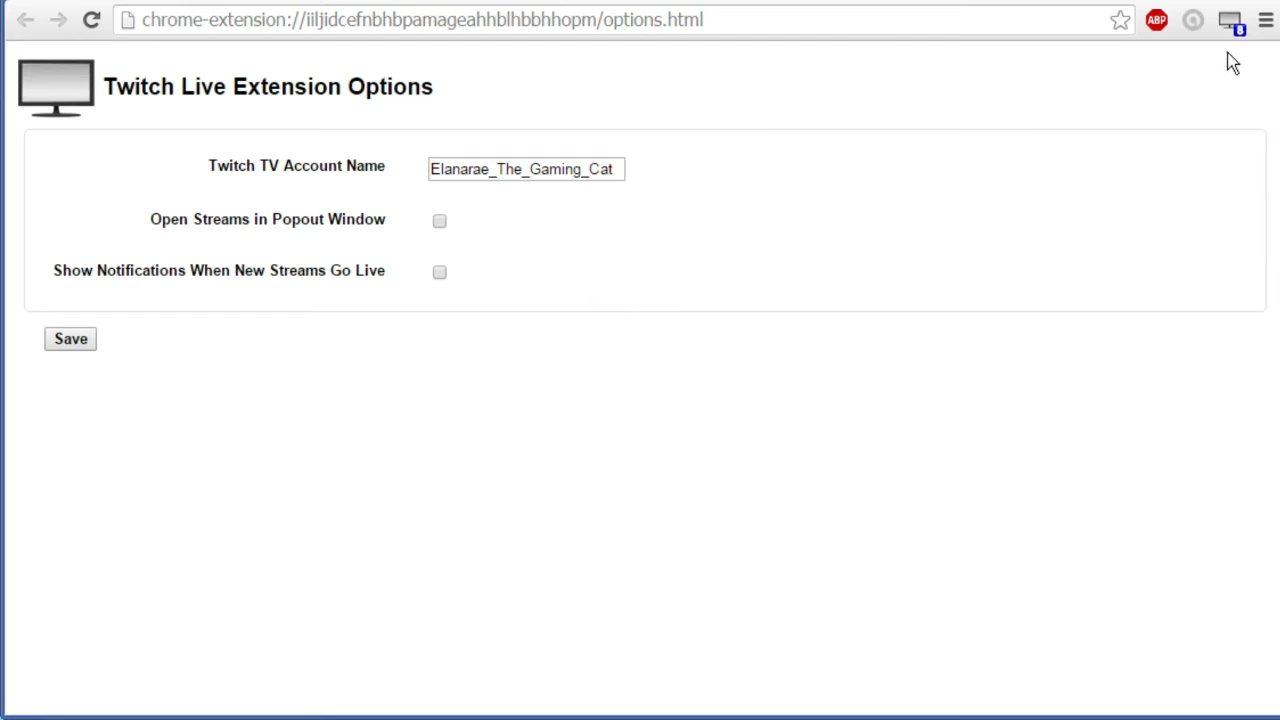 chrome-extension://iiljidcefnbhbpamageahhblhbbhhopm/options.html
ABP
8
Twitch Live Extension Options
Twitch TV Account Name
Elanarae_The_Gaming_Cat
Open Streams in Popout Window
Show Notifications When New Streams Go Live
Save